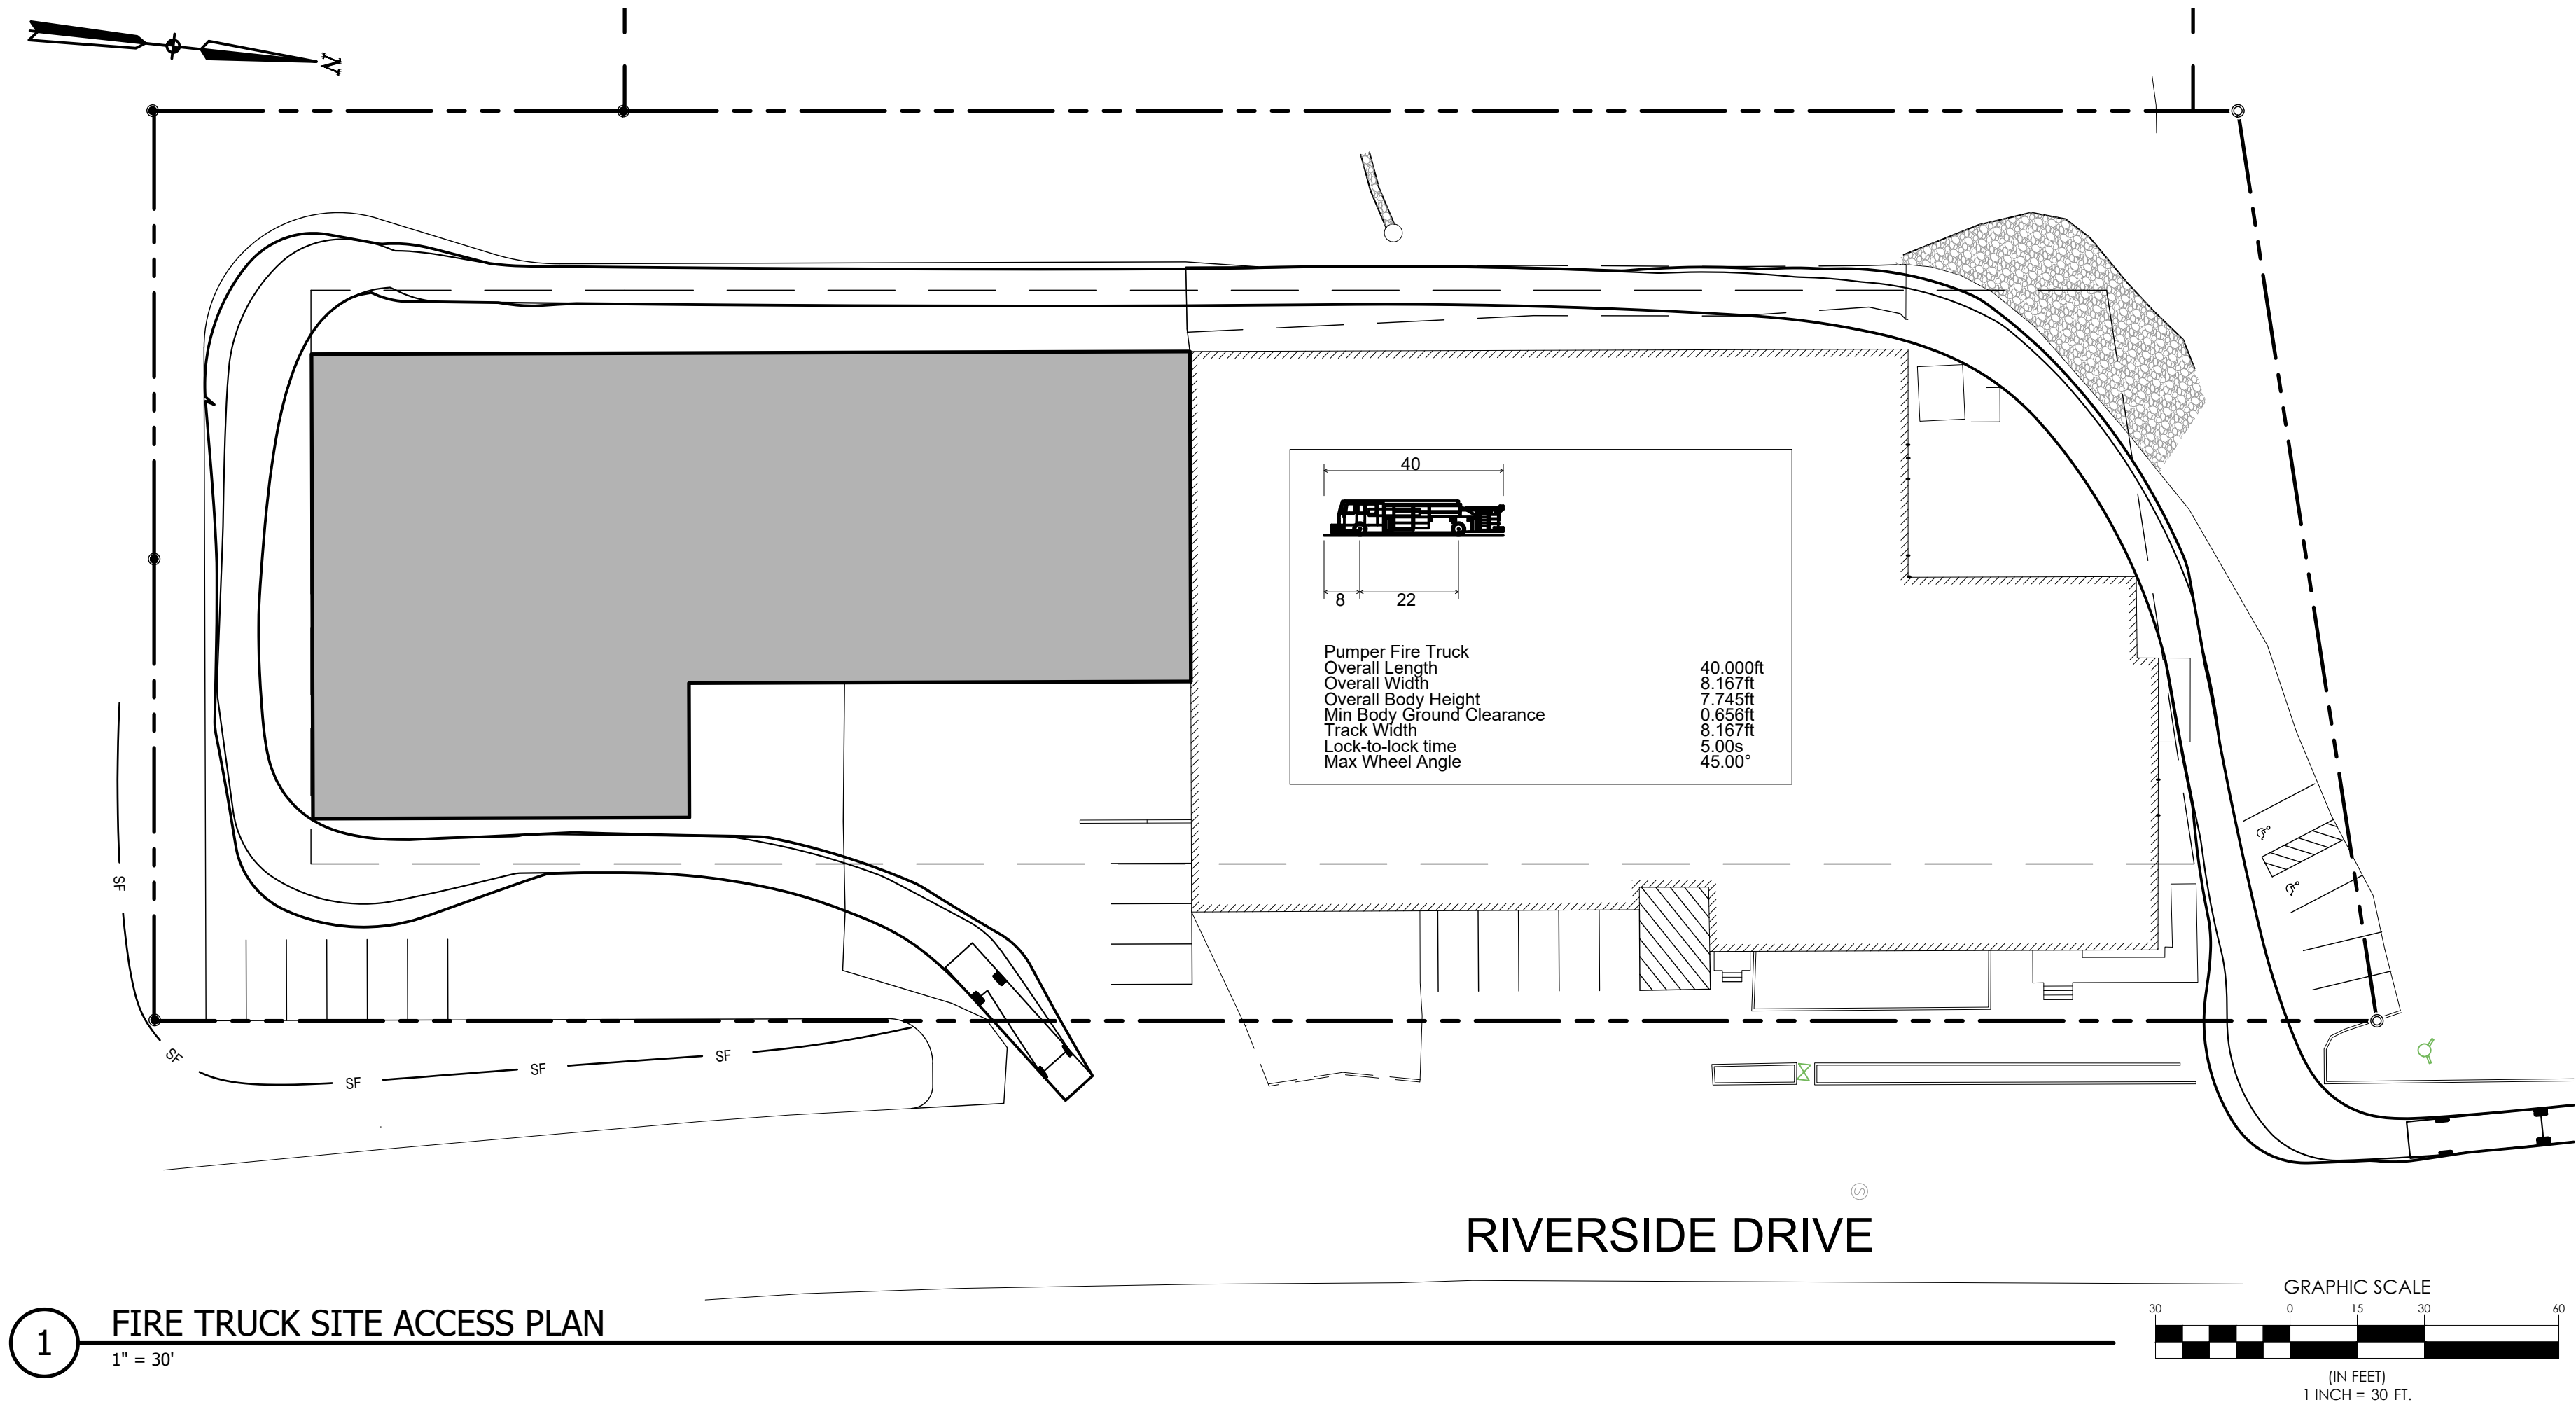 N
40
8 22
Pumper Fire Truck
Overall Length 40.000ft
Overall Width 8.167ft
Overall Body Height 7.745ft
Min Body Ground Clearance 0.656ft
Track Width 8.167ft
Lock-to-lock time 5.00s
Max Wheel Angle 45.00°
SF
SF
SF
SF
SF
S
RIVERSIDE DRIVE
1 FIRE TRUCK SITE ACCESS PLAN
1" = 30'
GRAPHIC SCALE
30 0 15 30 60
(IN FEET)
1 INCH = 30 FT.